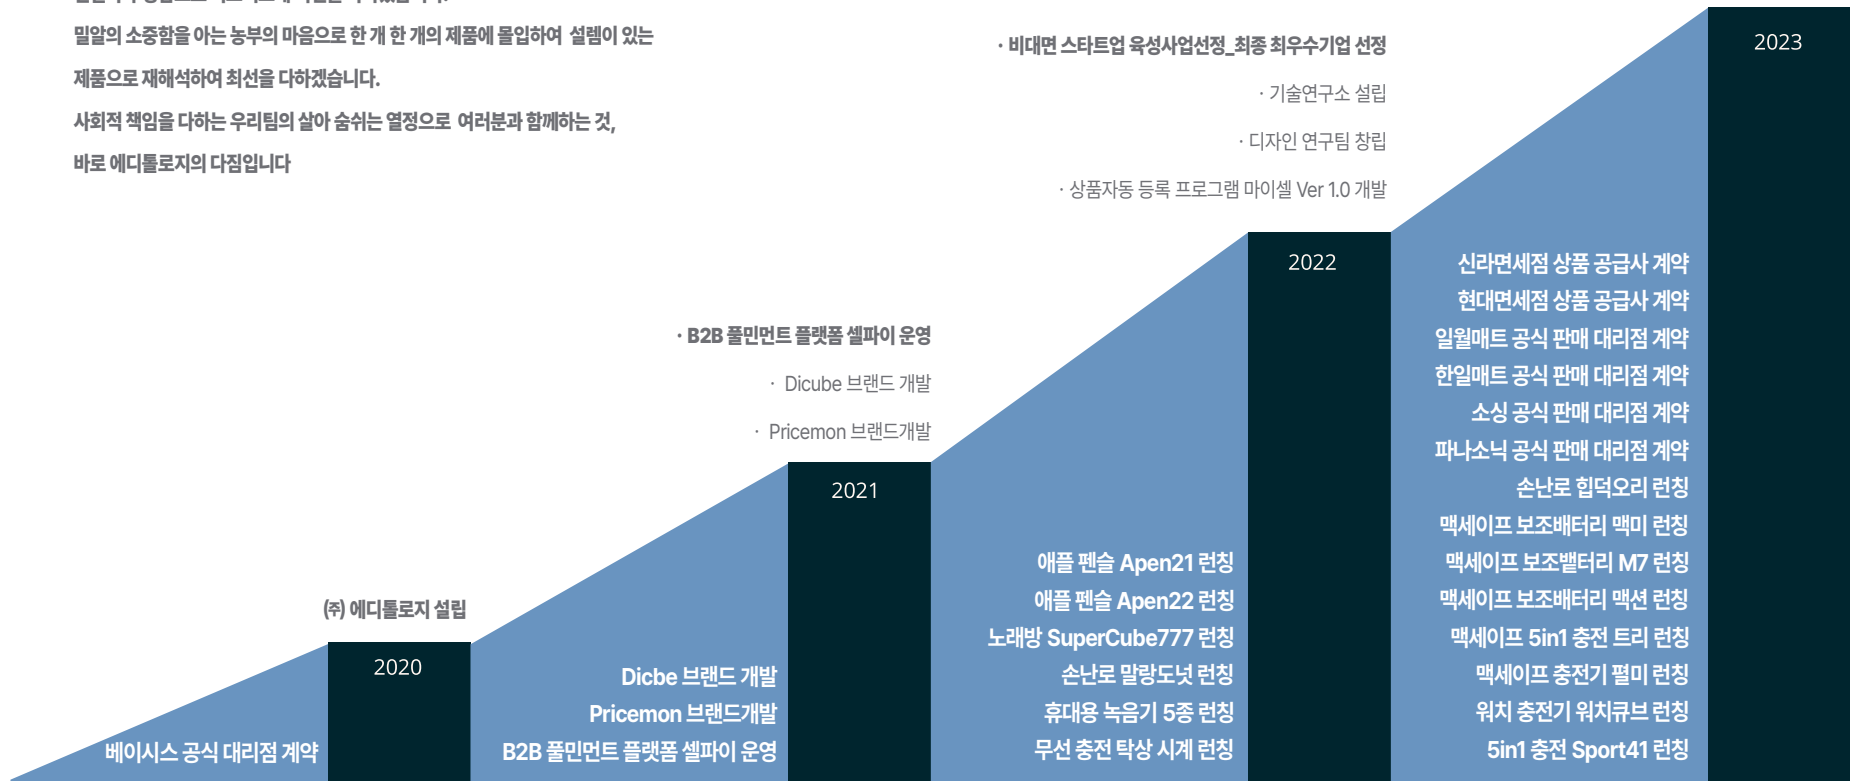 밀알의 소중함을 아는 농부의 마음으로 한 개 한 개의 제품에 몰입하여 설렘이 있는
제품으로 재해석하여 최선을 다하겠습니다.
사회적 책임을 다하는 우리팀의 살아 숨쉬는 열정으로 여러분과 함께하는 것,
바로 에디톨로지의 다짐입니다
(주) 에디톨로지 설립
2020
베이시스 공식 대리점 계약
· B2B 풀민먼트 플랫폼 셀파이 운영
· Dicube 브랜드 개발
· Pricemon 브랜드개발
2021
Dicbe 브랜드 개발
Pricemon 브랜드개발
B2B 풀민먼트 플랫폼 셀파이 운영
· 비대면 스타트업 육성사업선정_최종 최우수기업 선정
· 기술연구소 설립
· 디자인 연구팀 창립
· 상품자동 등록 프로그램 마이셀 Ver 1.0 개발
2022
애플 펜슬 Apen21 런칭
애플 펜슬 Apen22 런칭
노래방 SuperCube777 런칭
손난로 말랑도넛 런칭
휴대용 녹음기 5종 런칭
무선 충전 탁상 시계 런칭
2023
신라면세점 상품 공급사 계약
현대면세점 상품 공급사 계약
일월매트 공식 판매 대리점 계약
한일매트 공식 판매 대리점 계약
소싱 공식 판매 대리점 계약
파나소닉 공식 판매 대리점 계약
손난로 힙덕오리 런칭
맥세이프 보조배터리 맥미 런칭
맥세이프 보조뱉터리 M7 런칭
맥세이프 보조배터리 맥션 런칭
맥세이프 5in1 충전 트리 런칭
맥세이프 충전기 펄미 런칭
워치 충전기 워치큐브 런칭
5in1 충전 Sport41 런칭